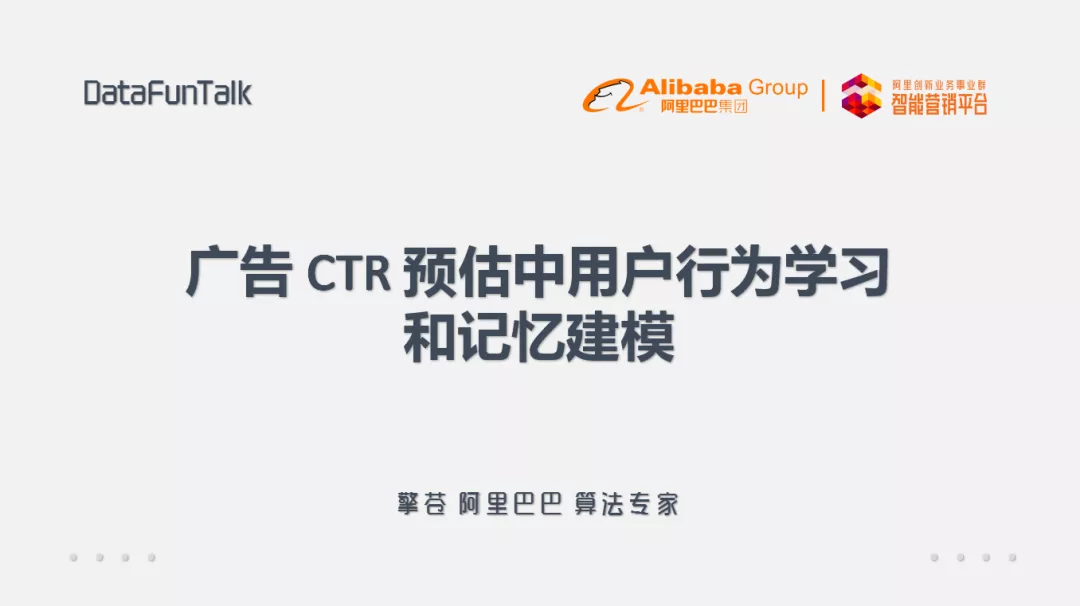 DataFunTalk
Alibaba Group
阿里巴巴集团
阿里创新业务事业群
智能营销平台
广告 CTR 预估中用户行为学习
和记忆建模
擎苍 阿里巴巴 算法专家